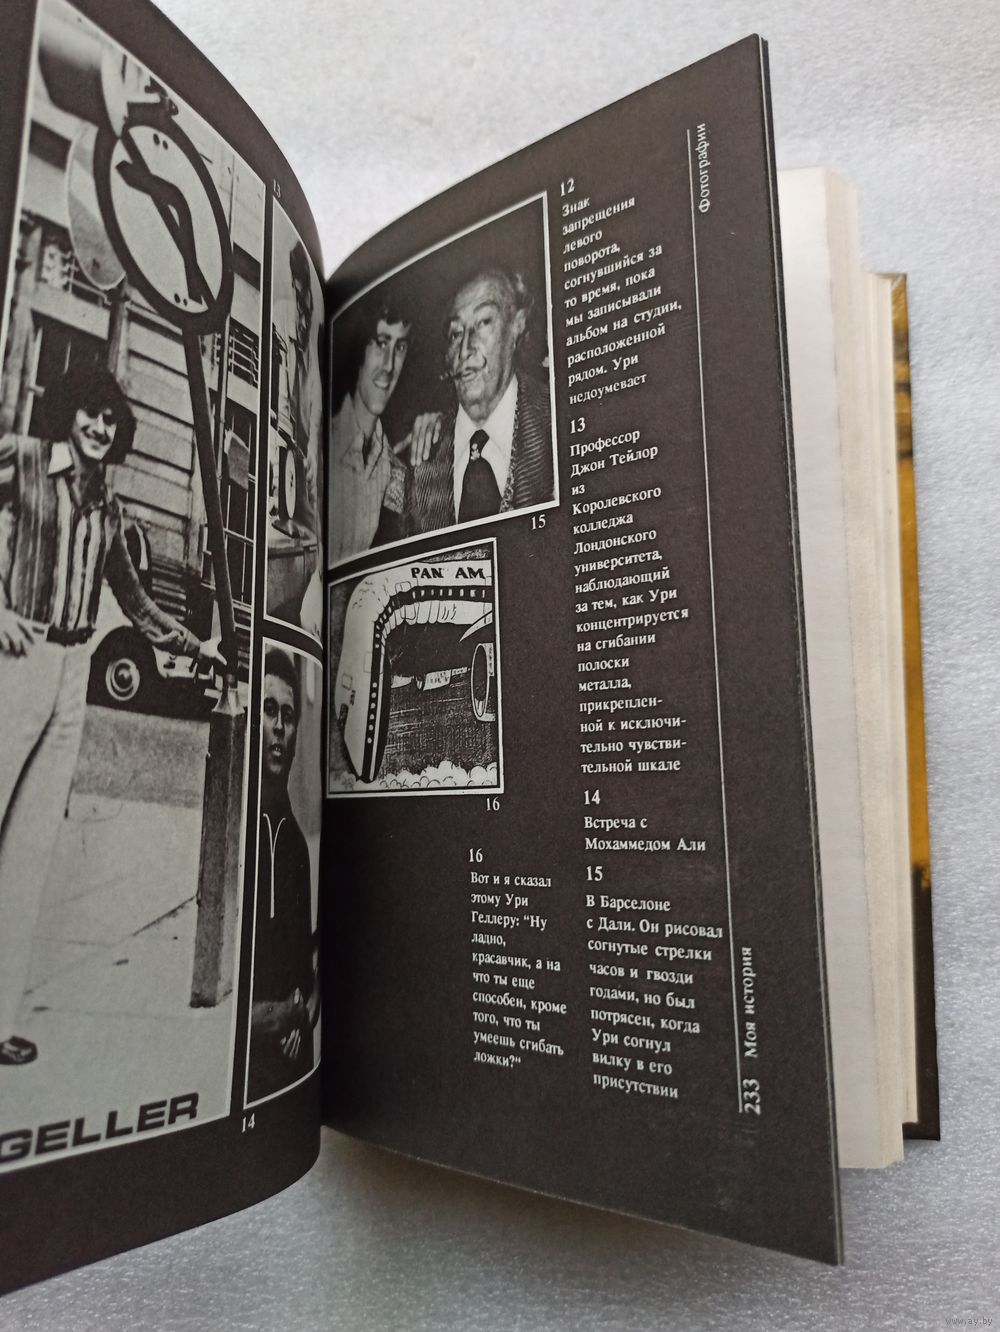 GELLER
13
14
15
PAN AM
16
12
Знак
запрещения
левого
поворота,
согнувшийся за
то время, пока
мы записывали
альбом на студии,
расположенной
рядом. Ури
недоумевает
13
Профессор
Джон Тейлор
из
Королевского
колледжа
Лондонского
университета,
наблюдающий
за тем, как Ури
концентрируется
на сгибании
полоски
металла,
прикреплен-
ной к исключи-
тельно чувстви-
тельной шкале
14
Встреча с
Мохаммедом Али
15
В Барселоне
с Дали. Он рисовал
согнутые стрелки
часов и гвозди
годами, но был
потрясен, когда
Ури согнул
вилку в его
присутствии
16
Вот и я сказал
этому Ури
Геллеру: "Ну
ладно,
красавчик, а на
что ты еще
способен, кроме
того, что ты
умеешь сгибать
ложки?"
Фотографии
233 Моя история
www.ay.by